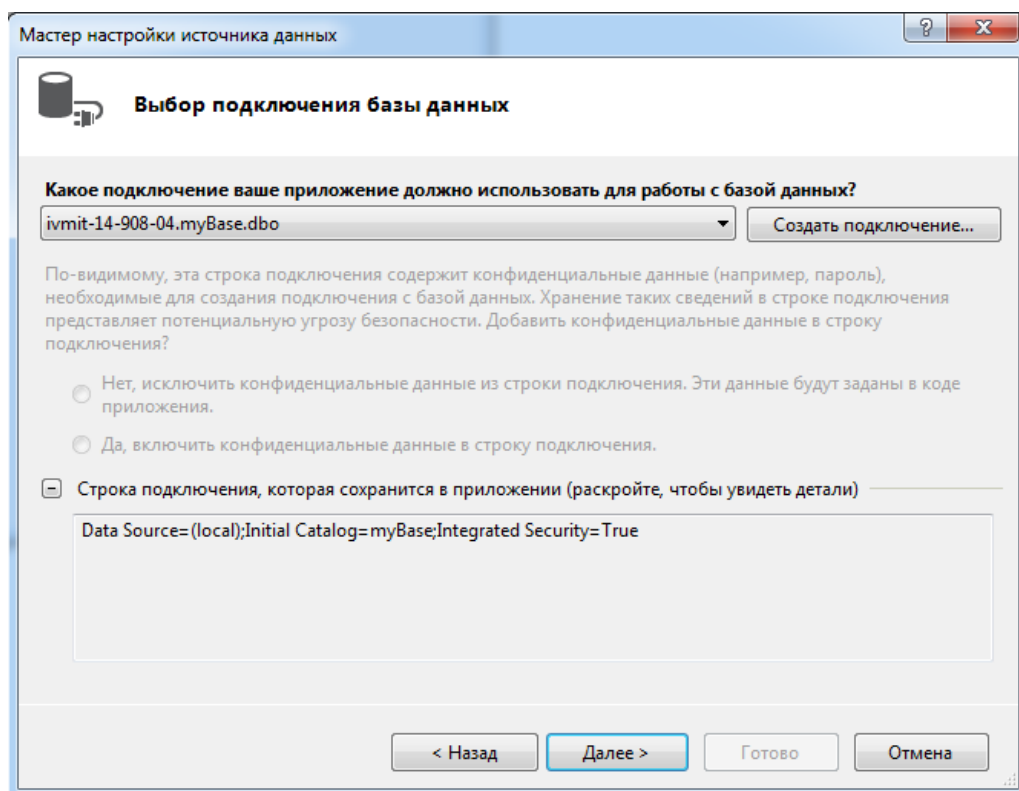 Мастер настройки источника данных
Выбор подключения базы данных
Какое подключение ваше приложение должно использовать для работы с базой данных?
ivmit-14-908-04.myBase.dbo
Создать подключение...
По-видимому, эта строка подключения содержит конфиденциальные данные (например, пароль),
необходимые для создания подключения с базой данных. Хранение таких сведений в строке подключения
представляет потенциальную угрозу безопасности. Добавить конфиденциальные данные в строку
подключения?
Нет, исключить конфиденциальные данные из строки подключения. Эти данные будут заданы в коде
приложения.
Да, включить конфиденциальные данные в строку подключения.
Строка подключения, которая сохранится в приложении (раскройте, чтобы увидеть детали)
Data Source=(local);Initial Catalog=myBase;Integrated Security=True
< Назад
Далее >
Готово
Отмена